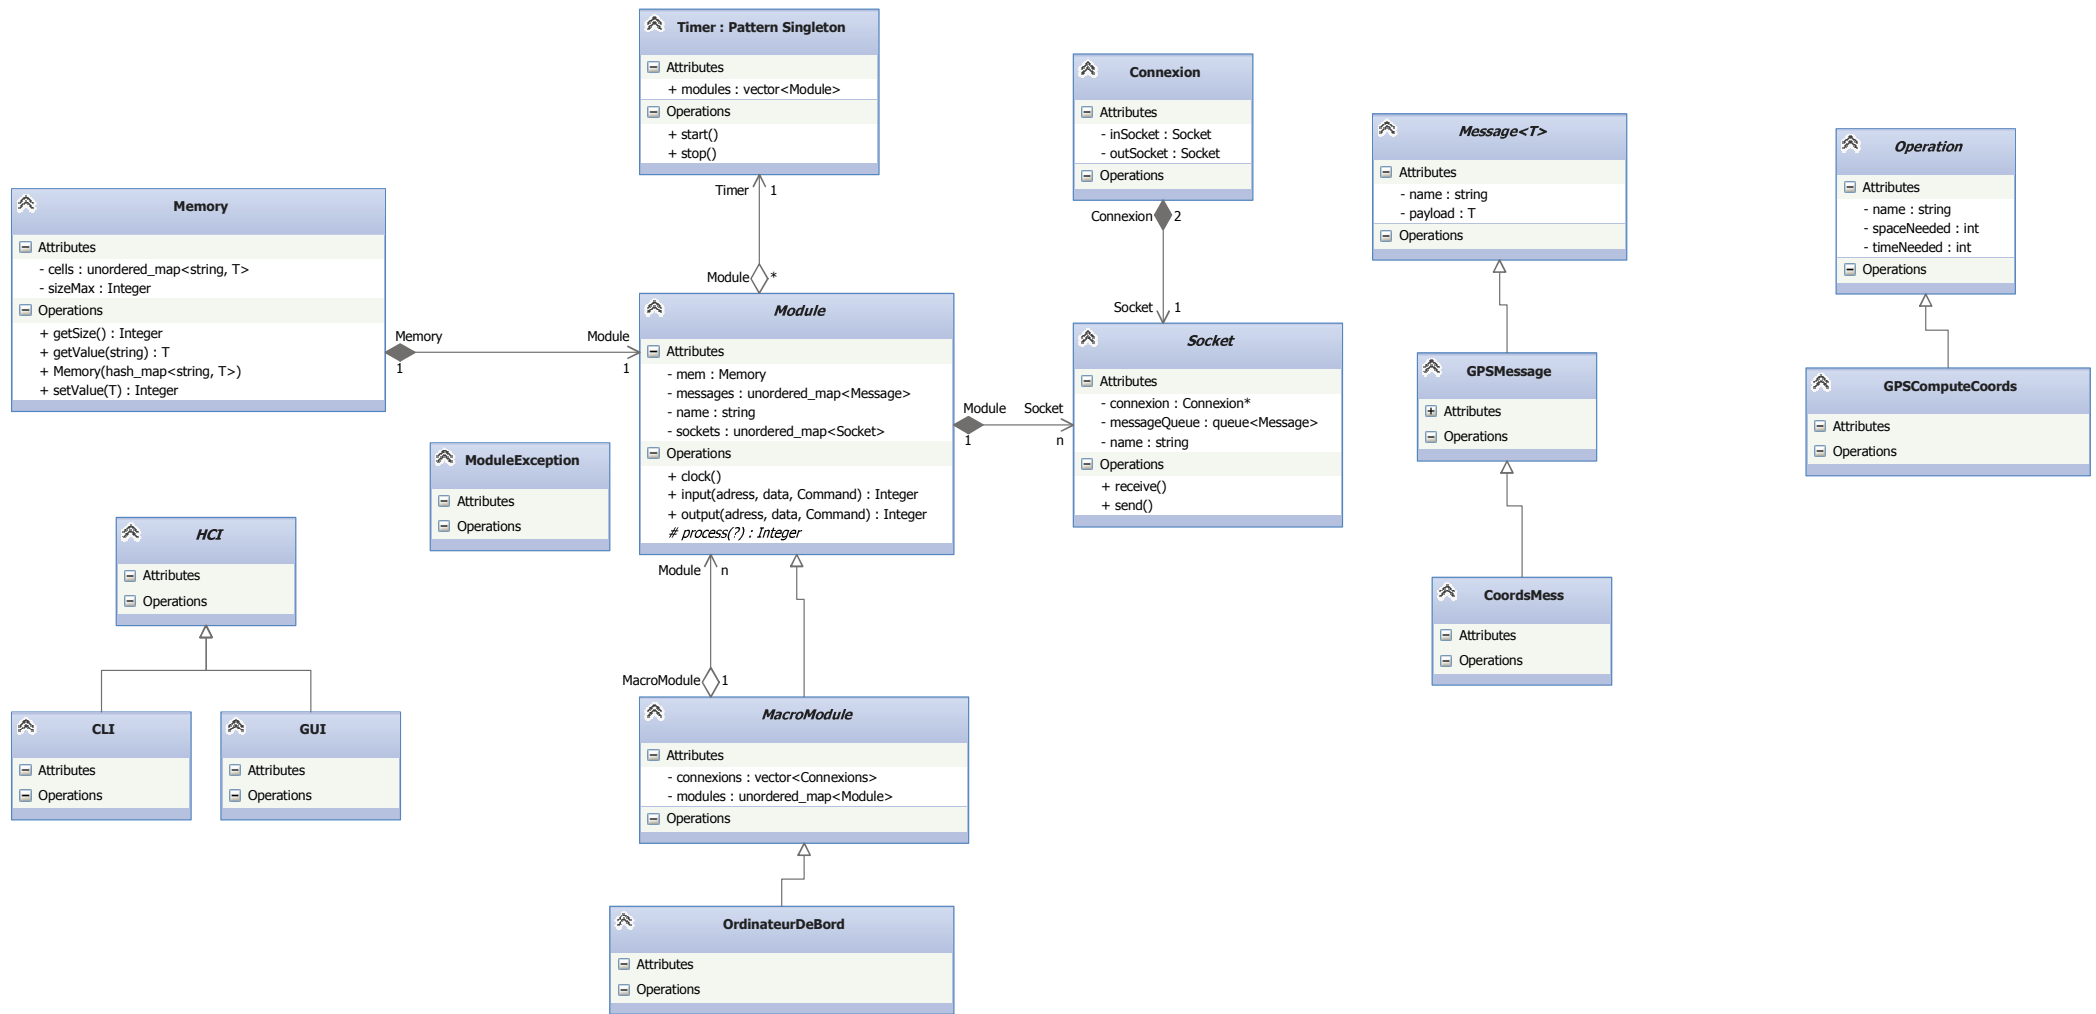 Timer : Pattern Singleton
Attributes
+ modules : vector<Module>
Operations
+ start()
+ stop()
Timer
1
Module
*
Connexion
Attributes
- inSocket : Socket
- outSocket : Socket
Operations
Connexion
2
Socket
1
Message<T>
Attributes
- name : string
- payload : T
Operations
Operation
Attributes
- name : string
- spaceNeeded : int
- timeNeeded : int
Operations
Memory
Attributes
- cells : unordered_map<string, T>
- sizeMax : Integer
Operations
+ getSize() : Integer
+ getValue(string) : T
+ Memory(hash_map<string, T>)
+ setValue(T) : Integer
Memory
1
Module
1
Module
Attributes
- mem : Memory
- messages : unordered_map<Message>
- name : string
- sockets : unordered_map<Socket>
Operations
+ clock()
+ input(adress, data, Command) : Integer
+ output(adress, data, Command) : Integer
# process(?) : Integer
Module
1
Socket
n
Socket
Attributes
- connexion : Connexion*
- messageQueue : queue<Message>
- name : string
Operations
+ receive()
+ send()
GPSMessage
Attributes
Operations
GPSComputeCoords
Attributes
Operations
ModuleException
Attributes
Operations
HCI
Attributes
Operations
Module
n
MacroModule
1
CoordsMess
Attributes
Operations
CLI
Attributes
Operations
GUI
Attributes
Operations
MacroModule
Attributes
- connexions : vector<Connexions>
- modules : unordered_map<Module>
Operations
OrdinateurDeBord
Attributes
Operations